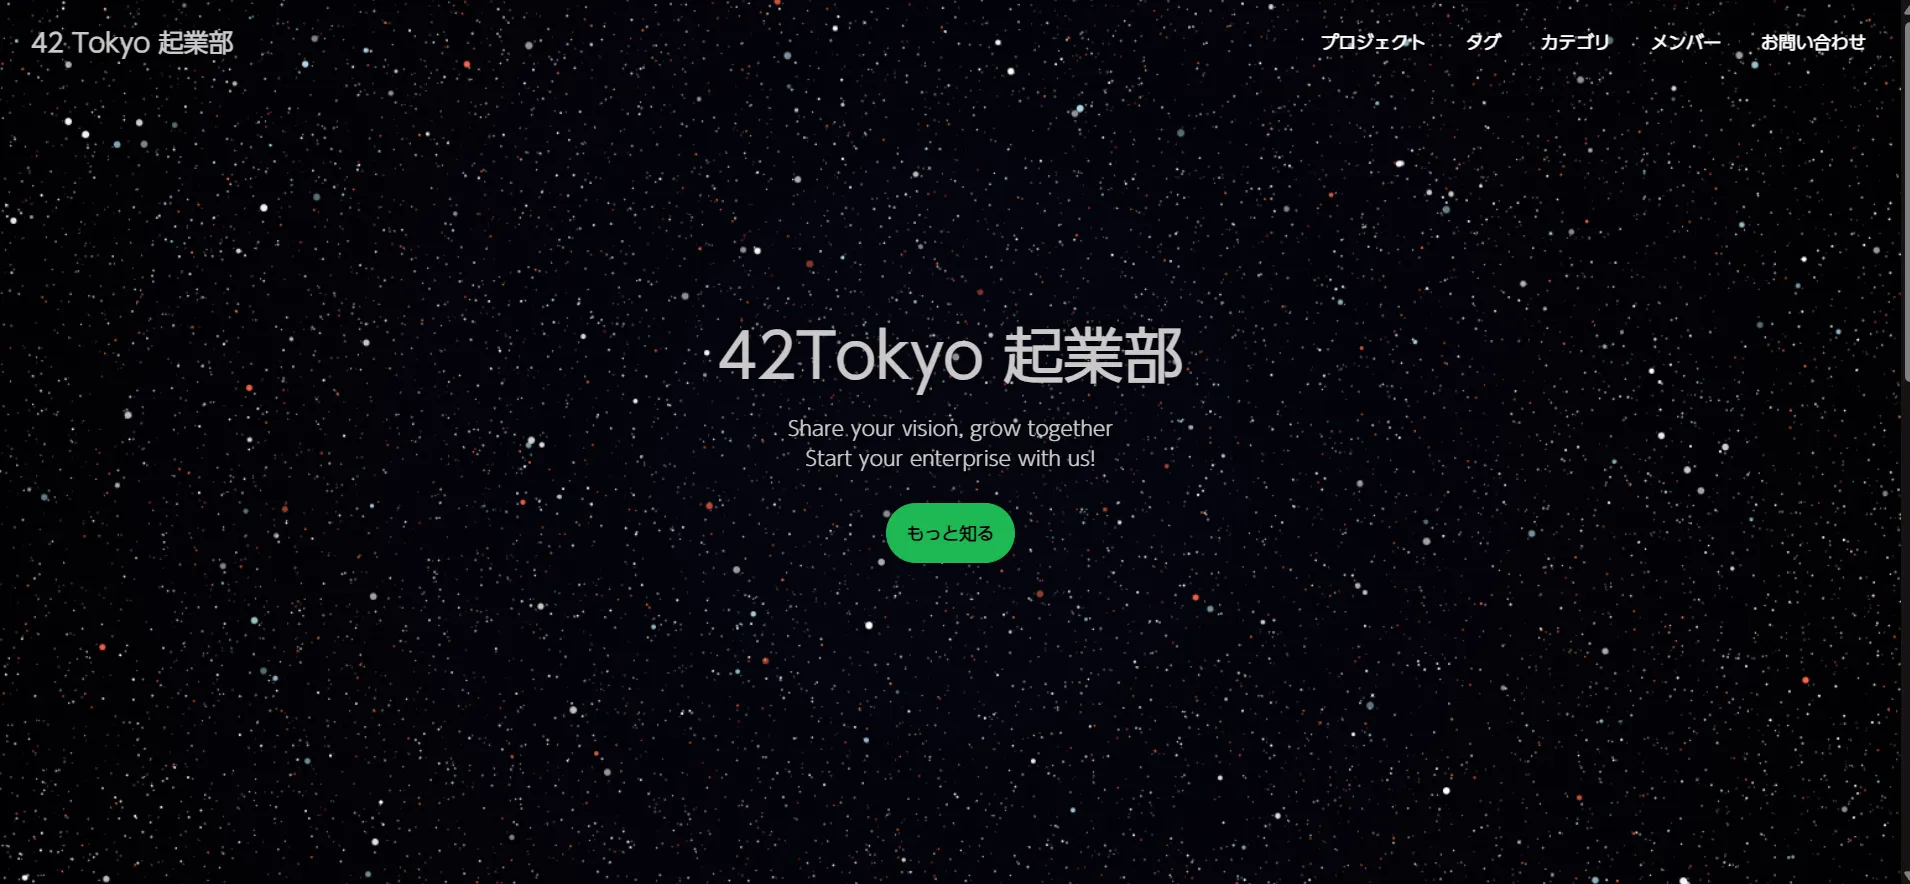 42 Tokyo 起業部
プロジェクト タグ カテゴリ メンバー お問い合わせ
42Tokyo 起業部
Share your vision, grow together
Start your enterprise with us!
もっと知る